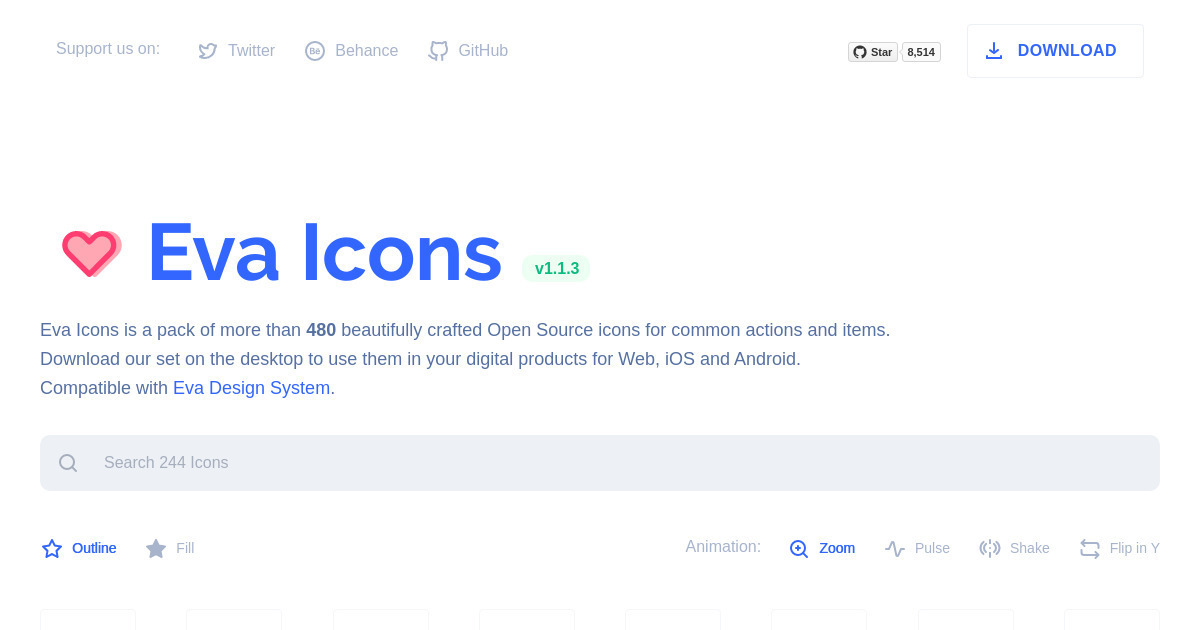 Support us on:
Twitter
Behance
GitHub
Star
8,514
DOWNLOAD
Eva Icons
v1.1.3
Eva Icons is a pack of more than 480 beautifully crafted Open Source icons for common actions and items.
Download our set on the desktop to use them in your digital products for Web, iOS and Android.
Compatible with Eva Design System.
Search 244 Icons
Outline
Fill
Animation:
Zoom
Pulse
Shake
Flip in Y